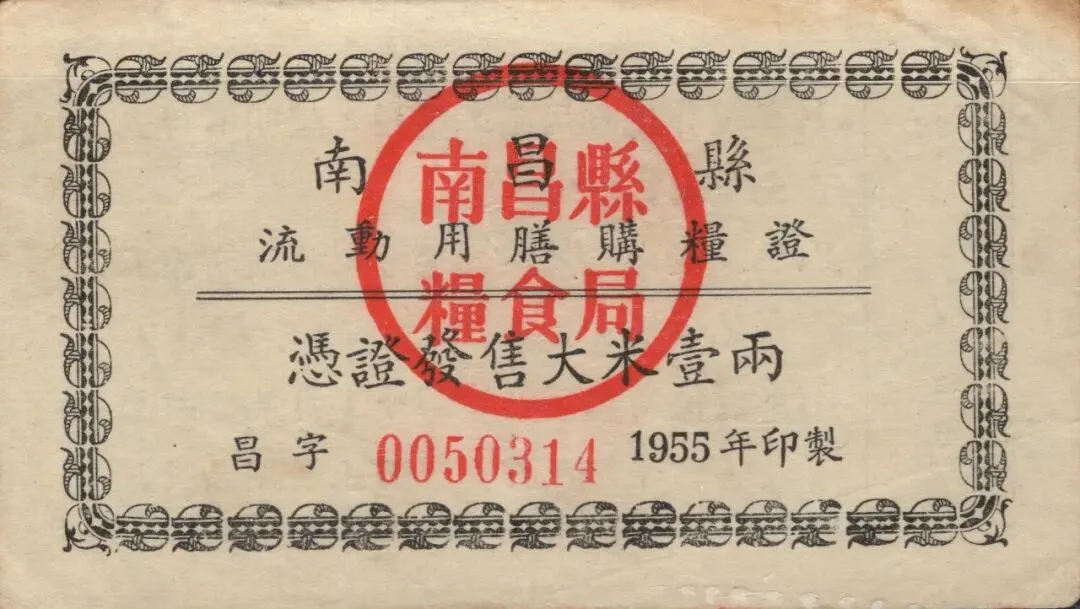 南昌縣
流動用膳購糧證
憑證發售大米壹兩
昌字 0050314 1955年印製
南昌縣
糧食局